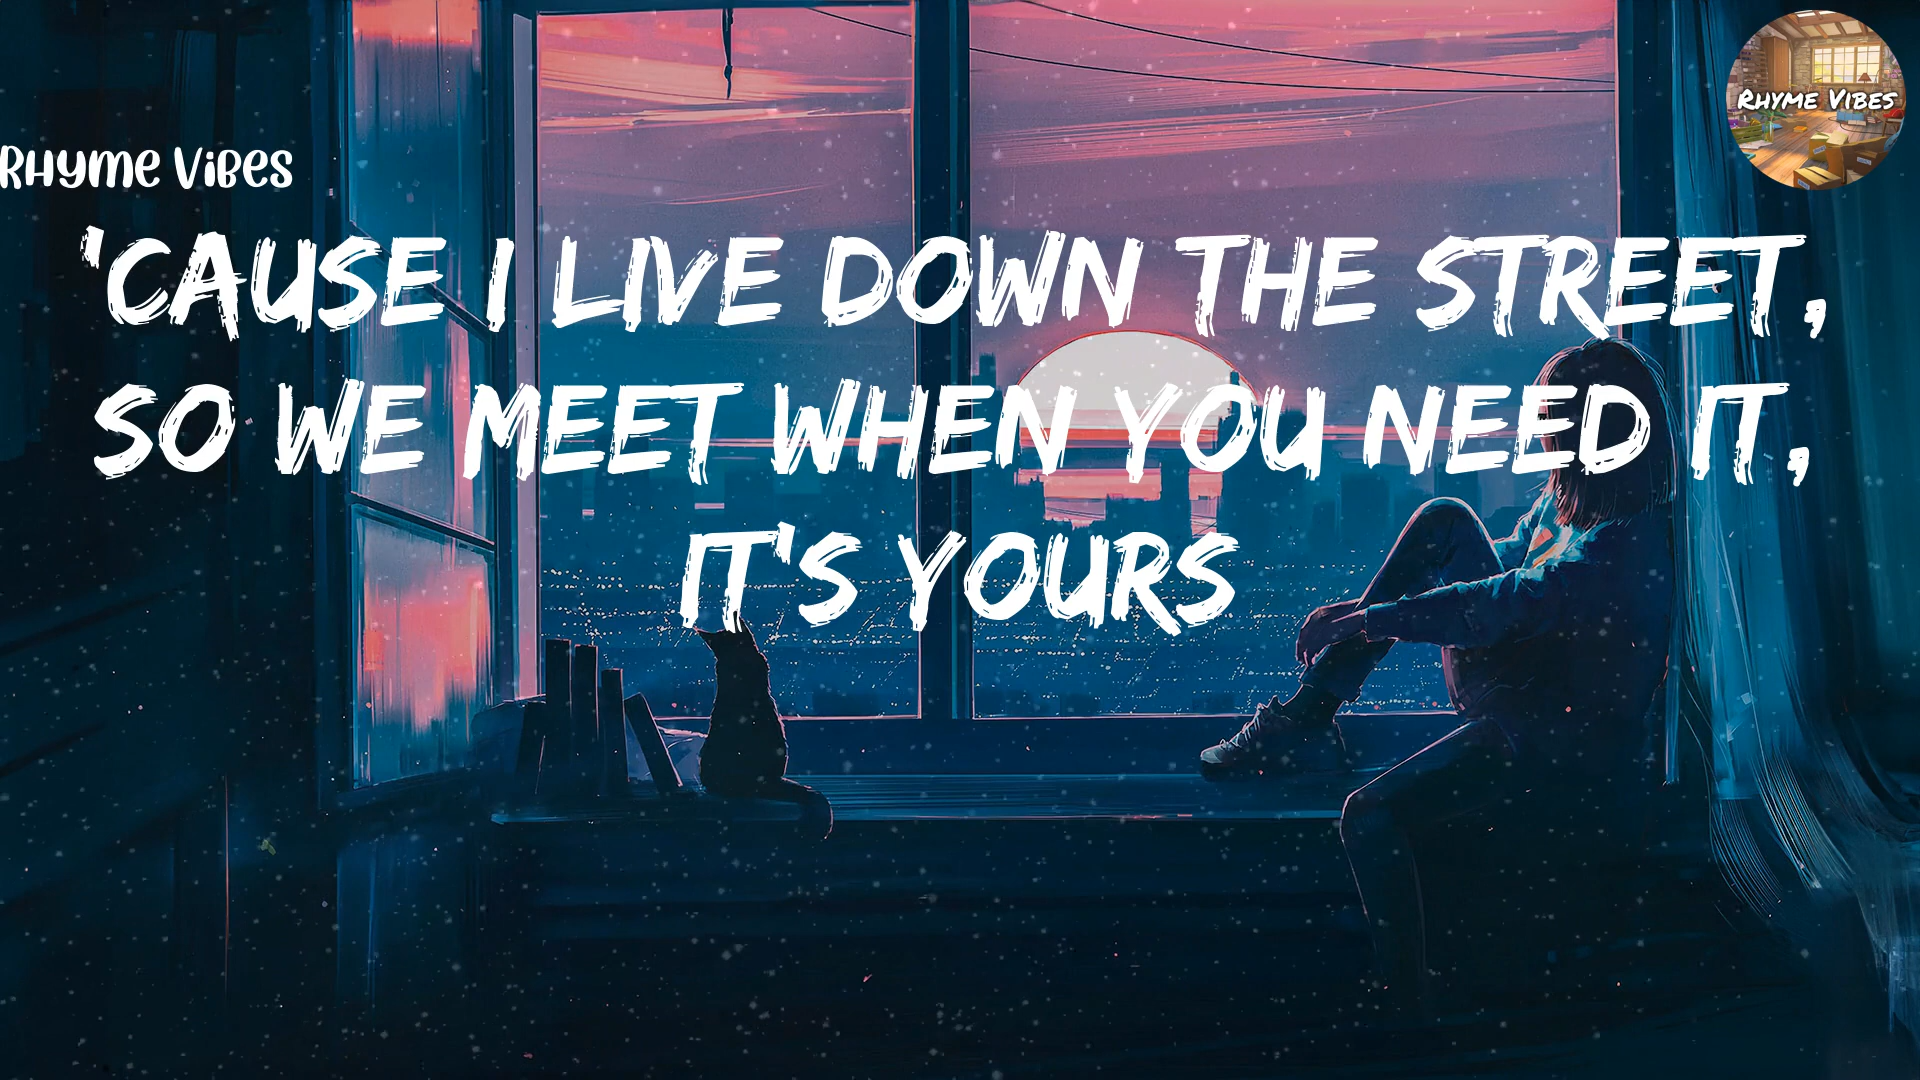 RHYME VIBES
RHYME VIBES
'CAUSE I LIVE DOWN THE STREET,
SO WE MEET WHEN YOU NEED IT,
IT'S YOURS